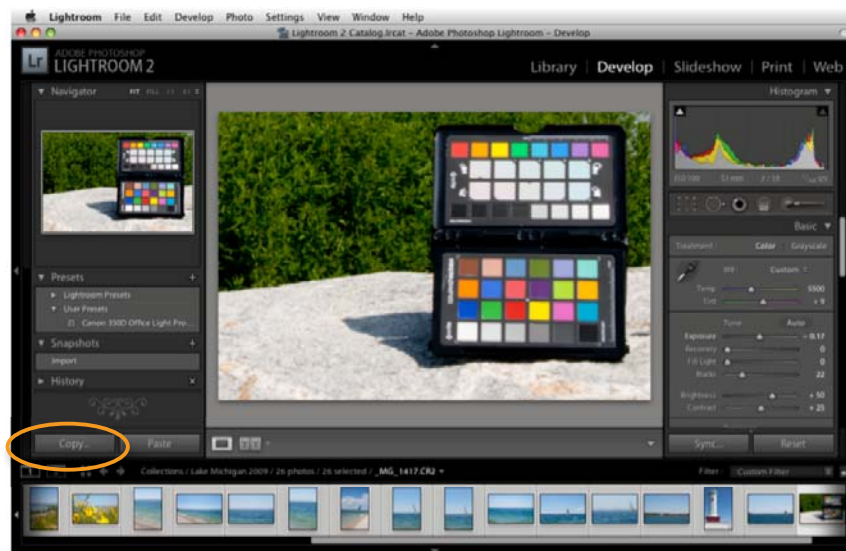 Lightroom File Edit Develop Photo Settings View Window Help
Lightroom 2 Catalog.lrcat – Adobe Photoshop Lightroom – Develop
Lr ADOBE PHOTOSHOP
LIGHTROOM 2
Library | Develop | Slideshow | Print | Web
Navigator FIT FILL
Histogram
ISO 100
Basic
Treatment: Color Grayscale
WB: Custom
Temp 5500
Tint + 9
Tone Auto
Exposure – 0.17
Recovery 0
Fill Light 0
Blacks 22
Brightness + 50
Contrast + 25
Presets +
Lightroom Presets
User Presets
Canon 350D Office Light Pro...
Snapshots +
Import
History ×
Copy... Paste
Sync... Reset
Collections / Lake Michigan 2009 / 26 photos / 26 selected / _MG_1417.CR2
Filter: Custom Filter